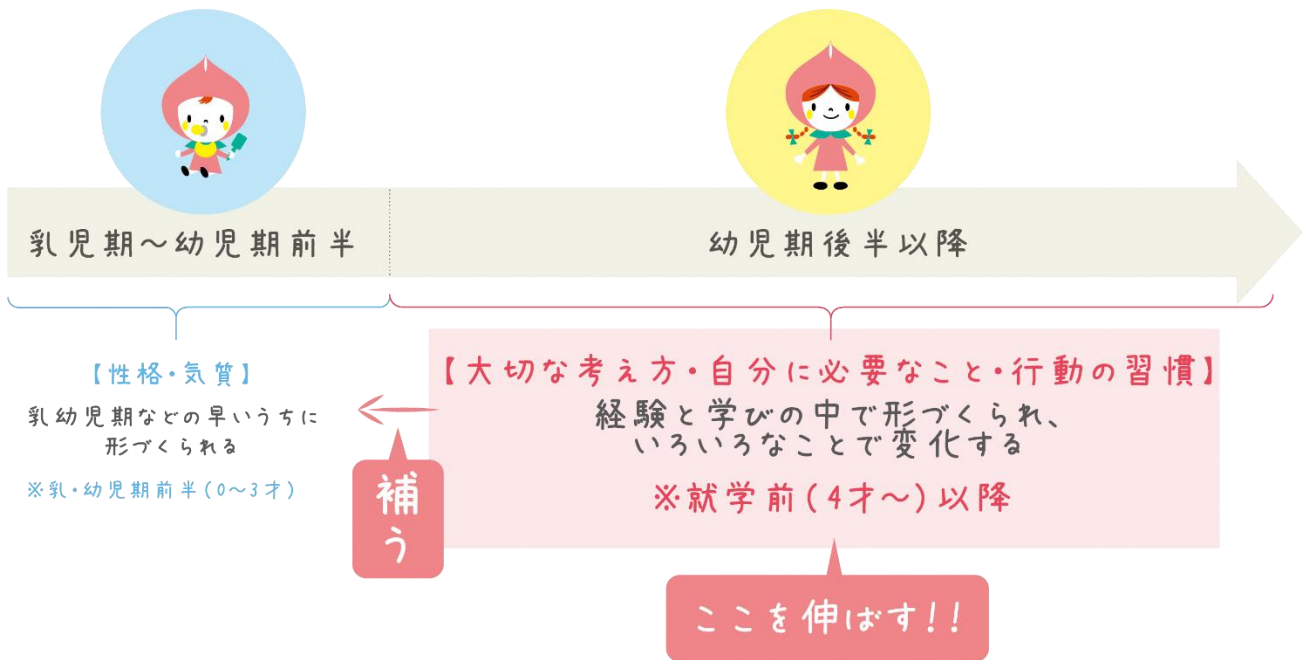 乳児期〜幼児期前半
幼児期後半以降
【性格・気質】
乳幼児期などの早いうちに
形づくられる
※乳・幼児期前半(0〜3才)
補う
【大切な考え方・自分に必要なこと・行動の習慣】
経験と学びの中で形づくられ、
いろいろなことで変化する
※就学前(4才〜)以降
ここを伸ばす!!